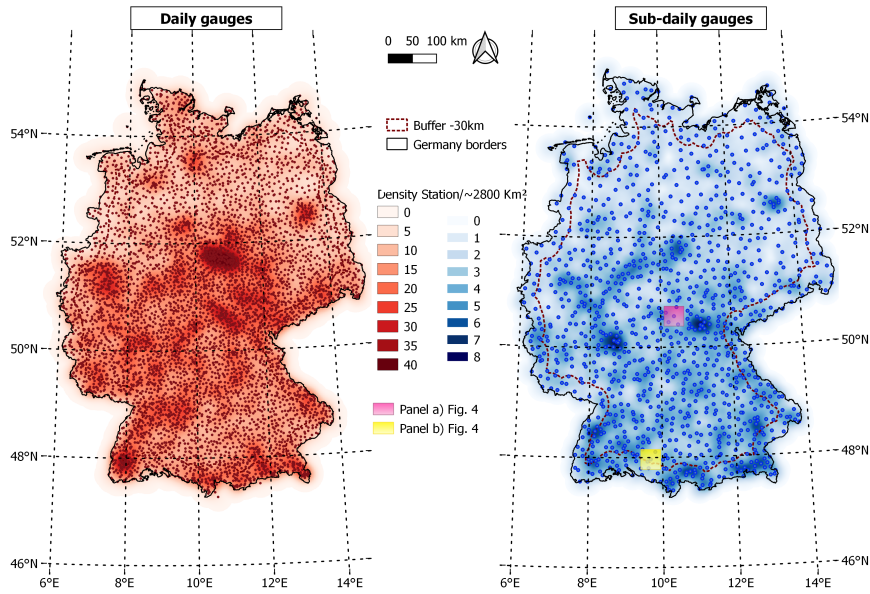 Daily gauges
Sub-daily gauges
0 50 100 km
Buffer -30km
Germany borders
Density Station/~2800 Km²
0
5
10
15
20
25
30
35
40
0
1
2
2
3
4
5
6
7
8
Panel a) Fig. 4
Panel b) Fig. 4
54°N
52°N
50°N
48°N
46°N
6°E 8°E 10°E 12°E 14°E
54°N
52°N
50°N
48°N
46°N
6°E 8°E 10°E 12°E 14°E